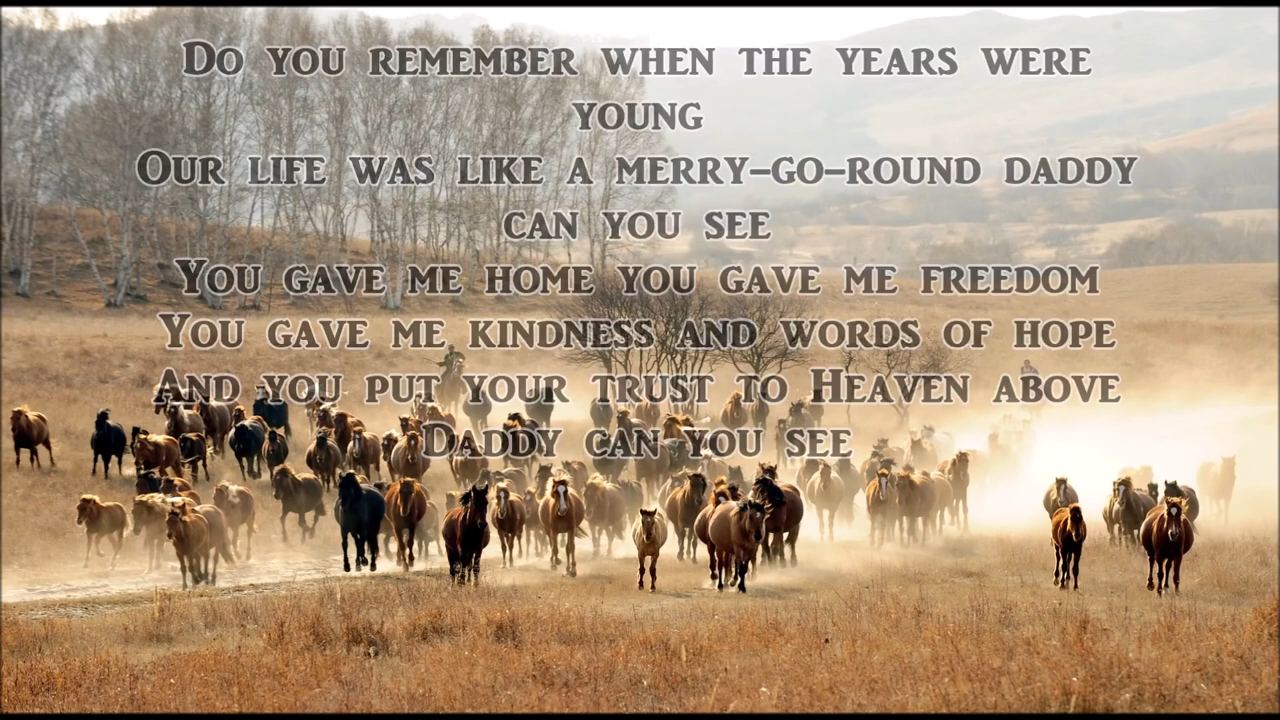 Do you remember when the years were
young
Our life was like a merry-go-round daddy
can you see
You gave me home you gave me freedom
You gave me kindness and words of hope
And you put your trust to Heaven above
Daddy can you see